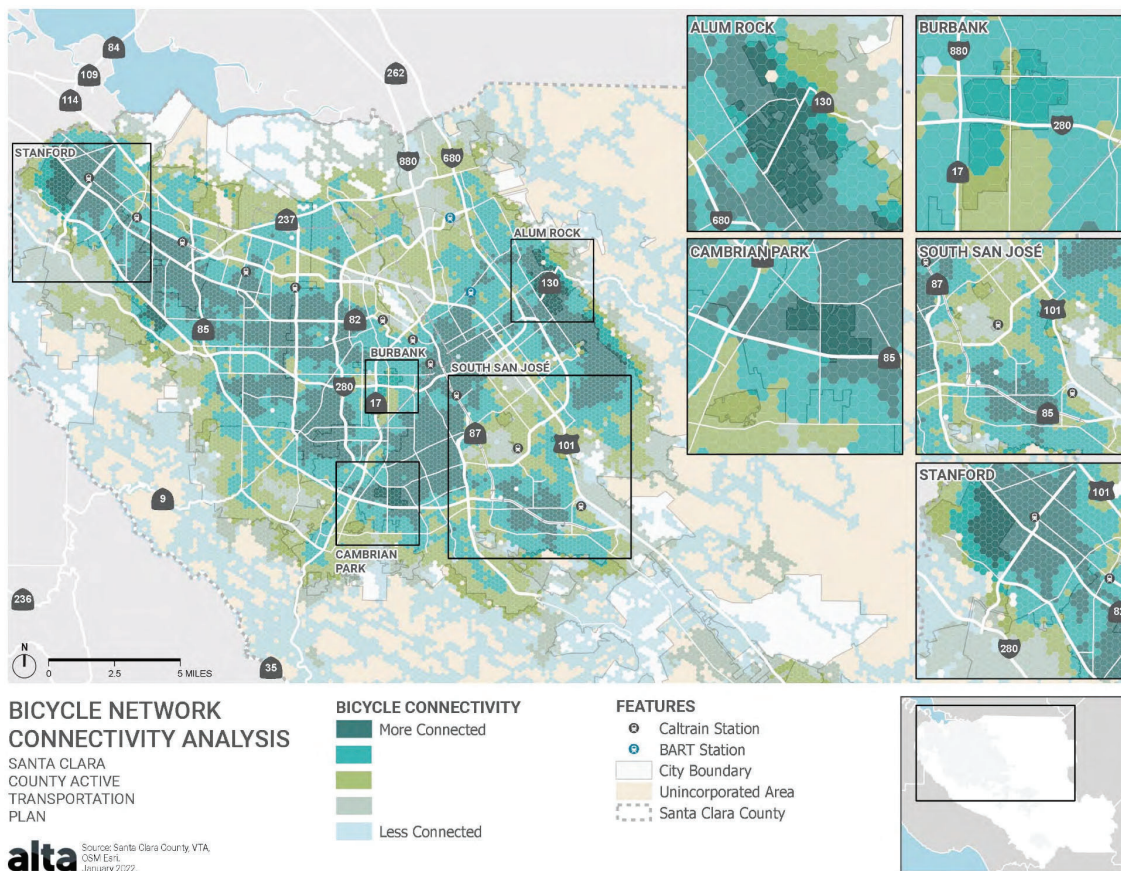 84
109
114
262
STANFORD
880
680
237
ALUM ROCK
130
85
82
BURBANK
280
17
SOUTH SAN JOSÉ
87
101
9
CAMBRIAN
PARK
236
35
N
0 2.5 5 MILES
ALUM ROCK
130
680
BURBANK
880
280
17
CAMBRIAN PARK
85
SOUTH SAN JOSÉ
87
101
85
STANFORD
101
280
BICYCLE NETWORK
CONNECTIVITY ANALYSIS
SANTA CLARA
COUNTY ACTIVE
TRANSPORTATION
PLAN
alta
Source: Santa Clara County, VTA,
OSM Esri.
January 2022.
BICYCLE CONNECTIVITY
More Connected
Less Connected
FEATURES
Caltrain Station
BART Station
City Boundary
Unincorporated Area
Santa Clara County